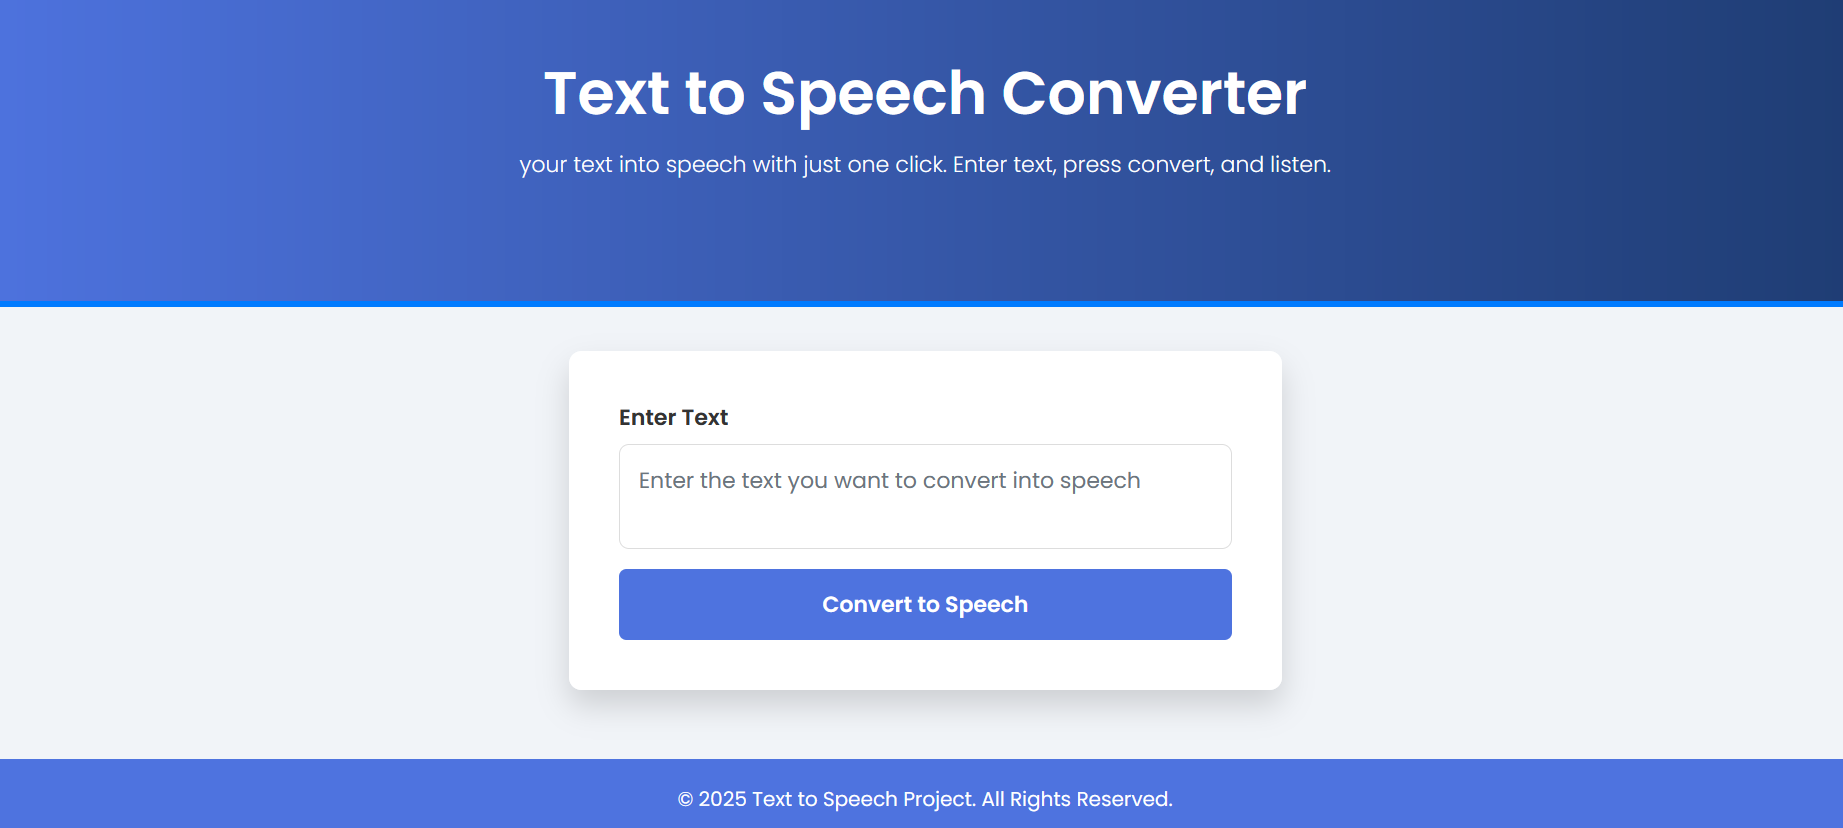 Text to Speech Converter
your text into speech with just one click. Enter text, press convert, and listen.
Enter Text
Enter the text you want to convert into speech
Convert to Speech
© 2025 Text to Speech Project. All Rights Reserved.